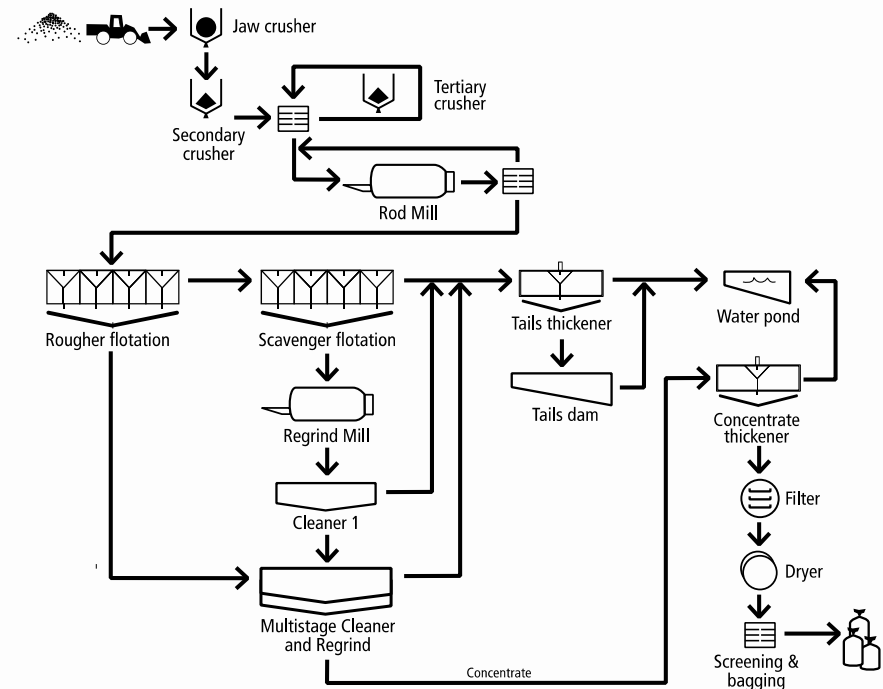 Jaw crusher
Tertiary
crusher
Secondary
crusher
Rod Mill
Rougher flotation
Scavenger flotation
Tails thickener
Water pond
Tails dam
Regrind Mill
Concentrate
thickener
Filter
Cleaner 1
Dryer
Multistage Cleaner
and Regrind
Concentrate
Screening &
bagging